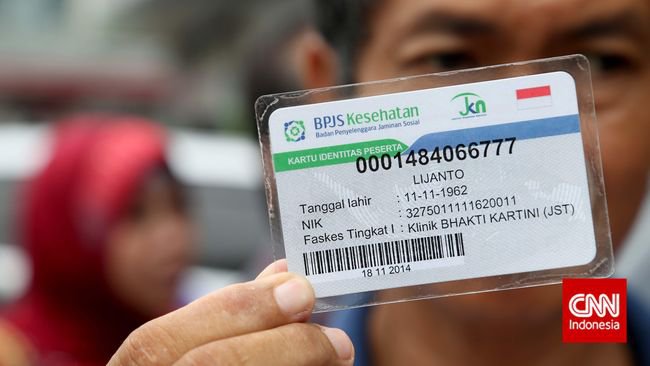 BPJS Kesehatan
Badan Penyelenggara Jaminan Sosial
jkn
KARTU IDENTITAS PESERTA
0001484066777
LIJANTO
Tanggal lahir : 11-11-1962
NIK : 3275011111620011
Faskes Tingkat I : Klinik BHAKTI KARTINI (JST)
18 11 2014
CNN
Indonesia